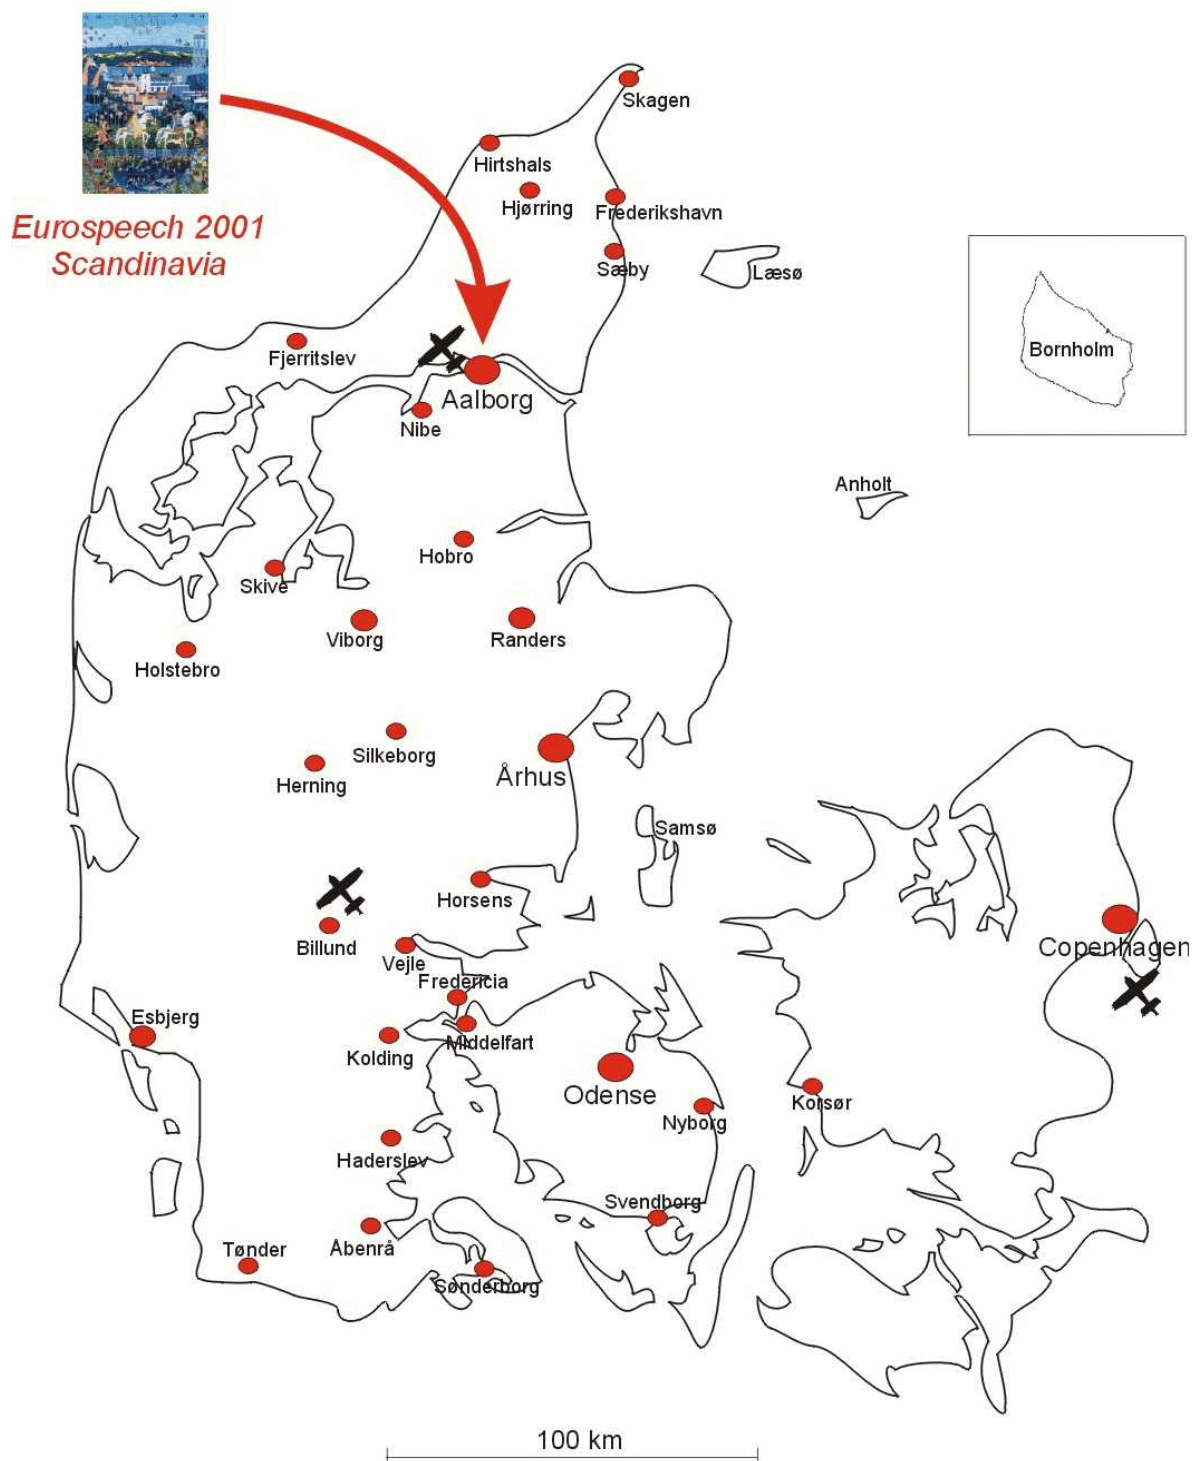 Skagen
Hirtshals
Hjørring
Frederikshavn
Eurospeech 2001
Scandinavia
Sæby
Læsø
Bornholm
Fjerritslev
Aalborg
Nibe
Anholt
Hobro
Skive
Viborg
Randers
Holstebro
Silkeborg
Århus
Herning
Samsø
Horsens
Billund
Copenhagen
Vejle
Fredericia
Esbjerg
Middelfart
Kolding
Odense
Korsør
Nyborg
Haderslev
Svendborg
Tønder
Åbenrå
Sønderborg
100 km